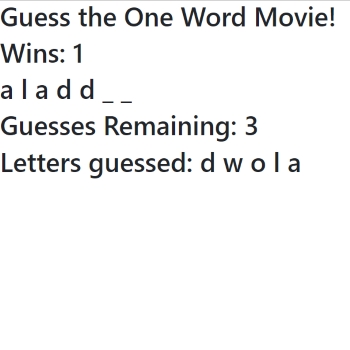 Guess the One Word Movie!
Wins: 1
a l a d d _ _
Guesses Remaining: 3
Letters guessed: d w o l a